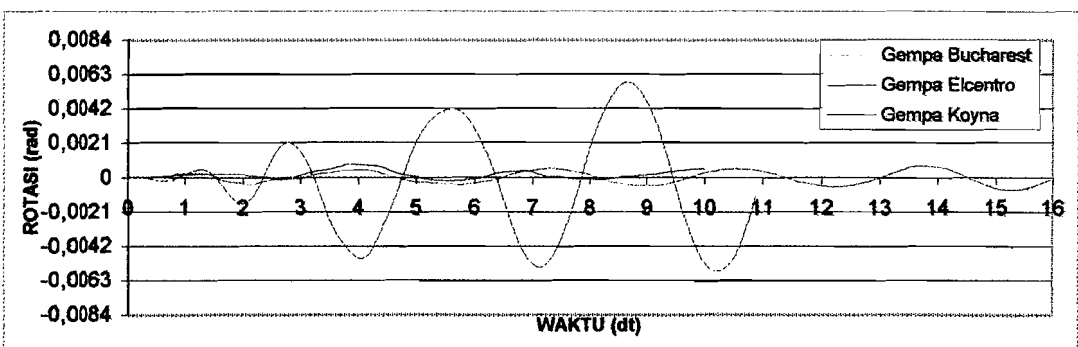 0,0084
0,0063
0,0042
0,0021
0
-0,0021
-0,0042
-0,0063
-0,0084
ROTASI (rad)
0 1 2 3 4 5 6 7 8 9 10 11 12 13 14 15 16
WAKTU (dt)
Gempa Bucharest
Gempa Elcentro
Gempa Koyna